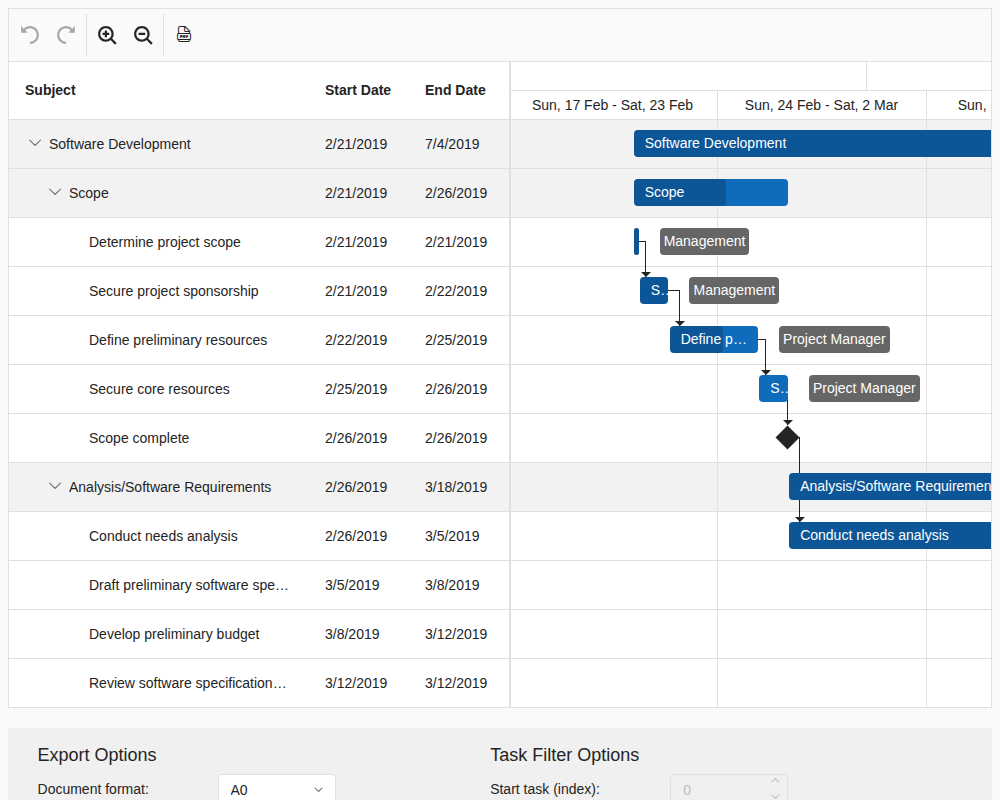 PDF
Subject Start Date End Date
Sun, 17 Feb - Sat, 23 Feb Sun, 24 Feb - Sat, 2 Mar Sun,
Software Development 2/21/2019 7/4/2019 Software Development
Scope 2/21/2019 2/26/2019 Scope
Determine project scope 2/21/2019 2/21/2019 Management
Secure project sponsorship 2/21/2019 2/22/2019 S... Management
Define preliminary resources 2/22/2019 2/25/2019 Define p... Project Manager
Secure core resources 2/25/2019 2/26/2019 S... Project Manager
Scope complete 2/26/2019 2/26/2019
Analysis/Software Requirements 2/26/2019 3/18/2019 Analysis/Software Requiremen
Conduct needs analysis 2/26/2019 3/5/2019 Conduct needs analysis
Draft preliminary software spe... 3/5/2019 3/8/2019
Develop preliminary budget 3/8/2019 3/12/2019
Review software specification... 3/12/2019 3/12/2019
Export Options Task Filter Options
Document format: A0 Start task (index): 0